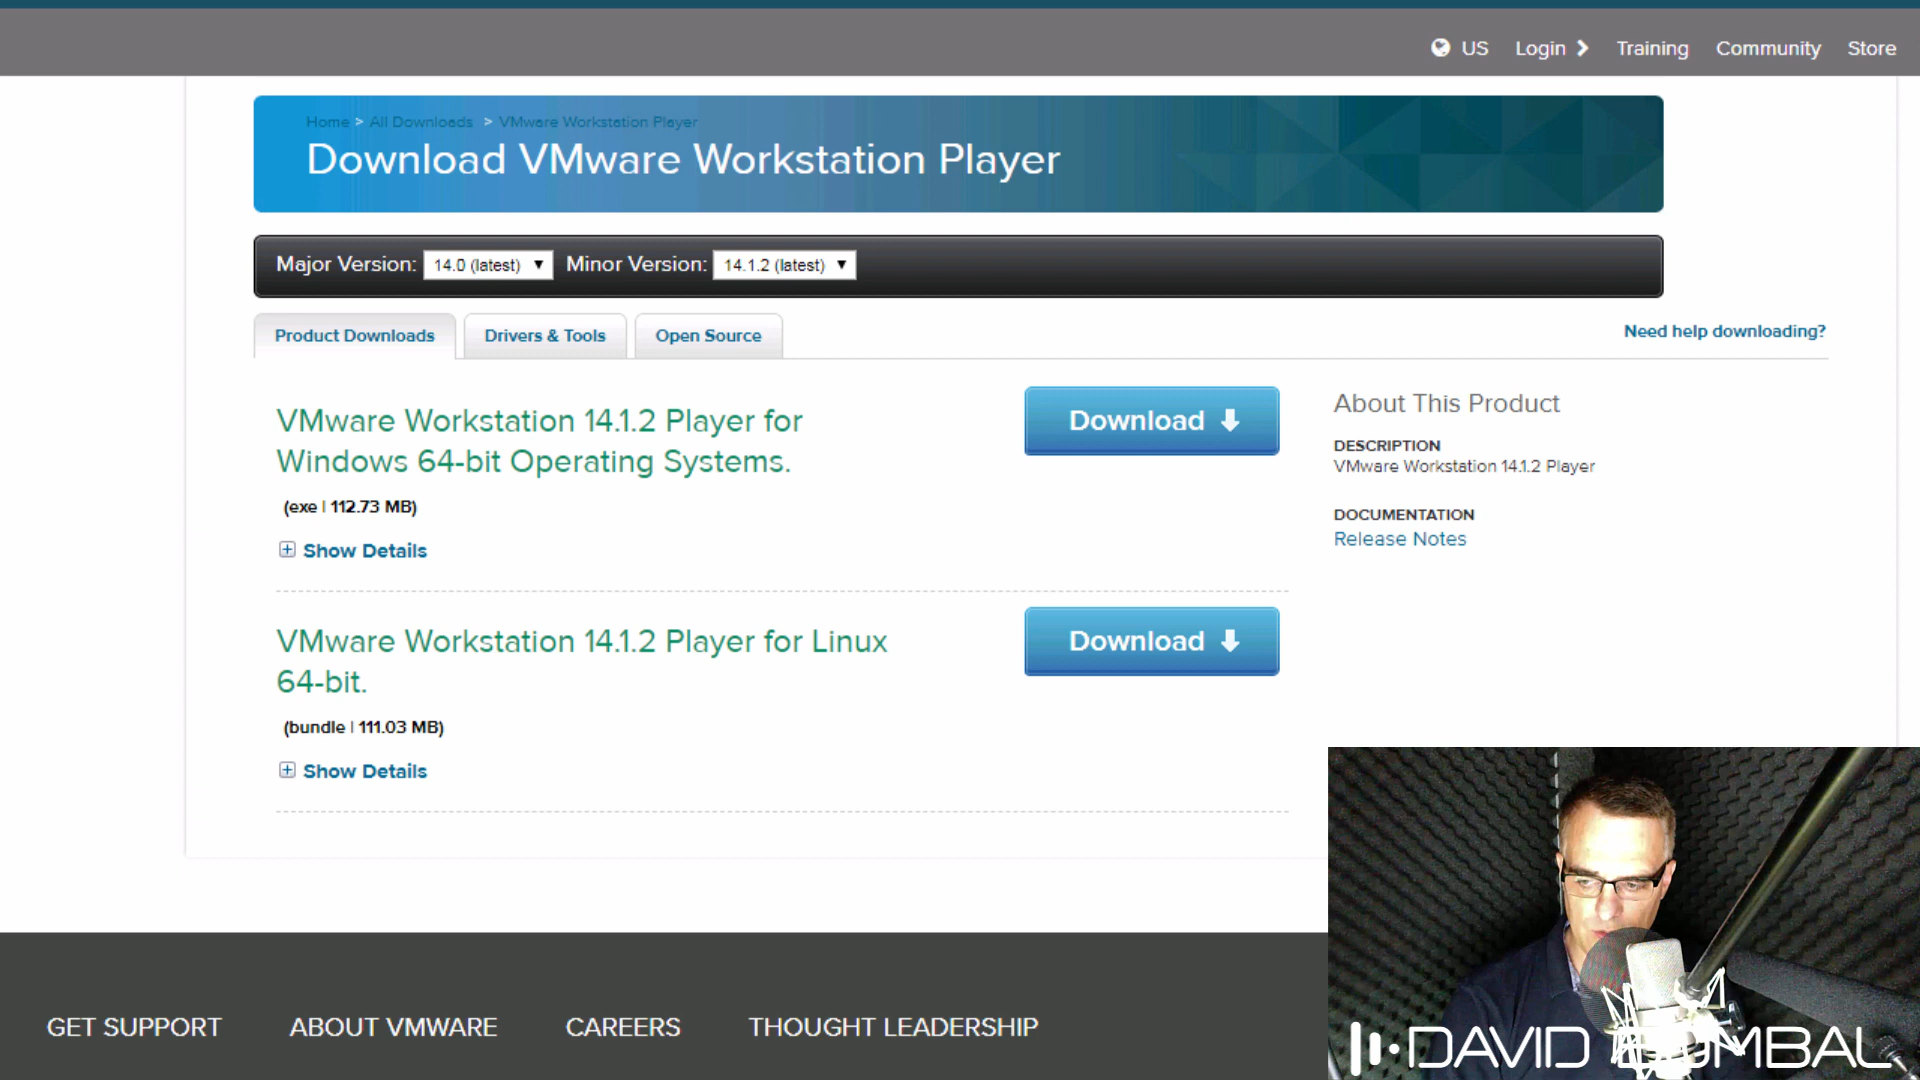 US Login Training Community Store
Home > All Downloads > VMware Workstation Player
Download VMware Workstation Player
Major Version: 14.0 (latest) ▼ Minor Version: 14.1.2 (latest) ▼
Product Downloads Drivers & Tools Open Source Need help downloading?
VMware Workstation 14.1.2 Player for
Windows 64-bit Operating Systems.
(exe | 112.73 MB)
Show Details
Download
VMware Workstation 14.1.2 Player for Linux
64-bit.
(bundle | 111.03 MB)
Show Details
Download
About This Product
DESCRIPTION
VMware Workstation 14.1.2 Player
DOCUMENTATION
Release Notes
GET SUPPORT ABOUT VMWARE CAREERS THOUGHT LEADERSHIP
DAVID